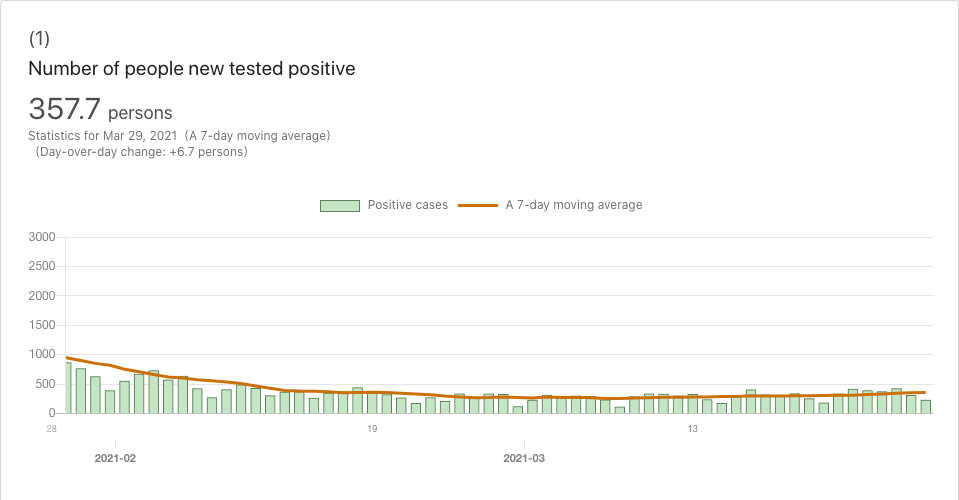 (1)
Number of people new tested positive
357.7 persons
Statistics for Mar 29, 2021 (A 7-day moving average)
(Day-over-day change: +6.7 persons)
Positive cases A 7-day moving average
3000
2500
2000
1500
1000
500
0
28 19 13
2021-02 2021-03